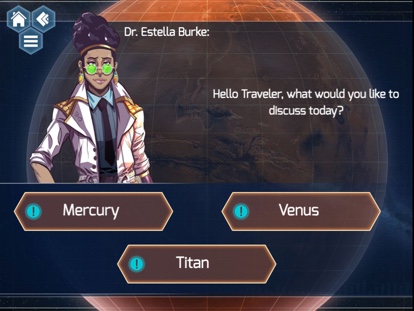 Dr. Estella Burke:
Hello Traveler, what would you like to
discuss today?
! Mercury
! Venus
! Titan